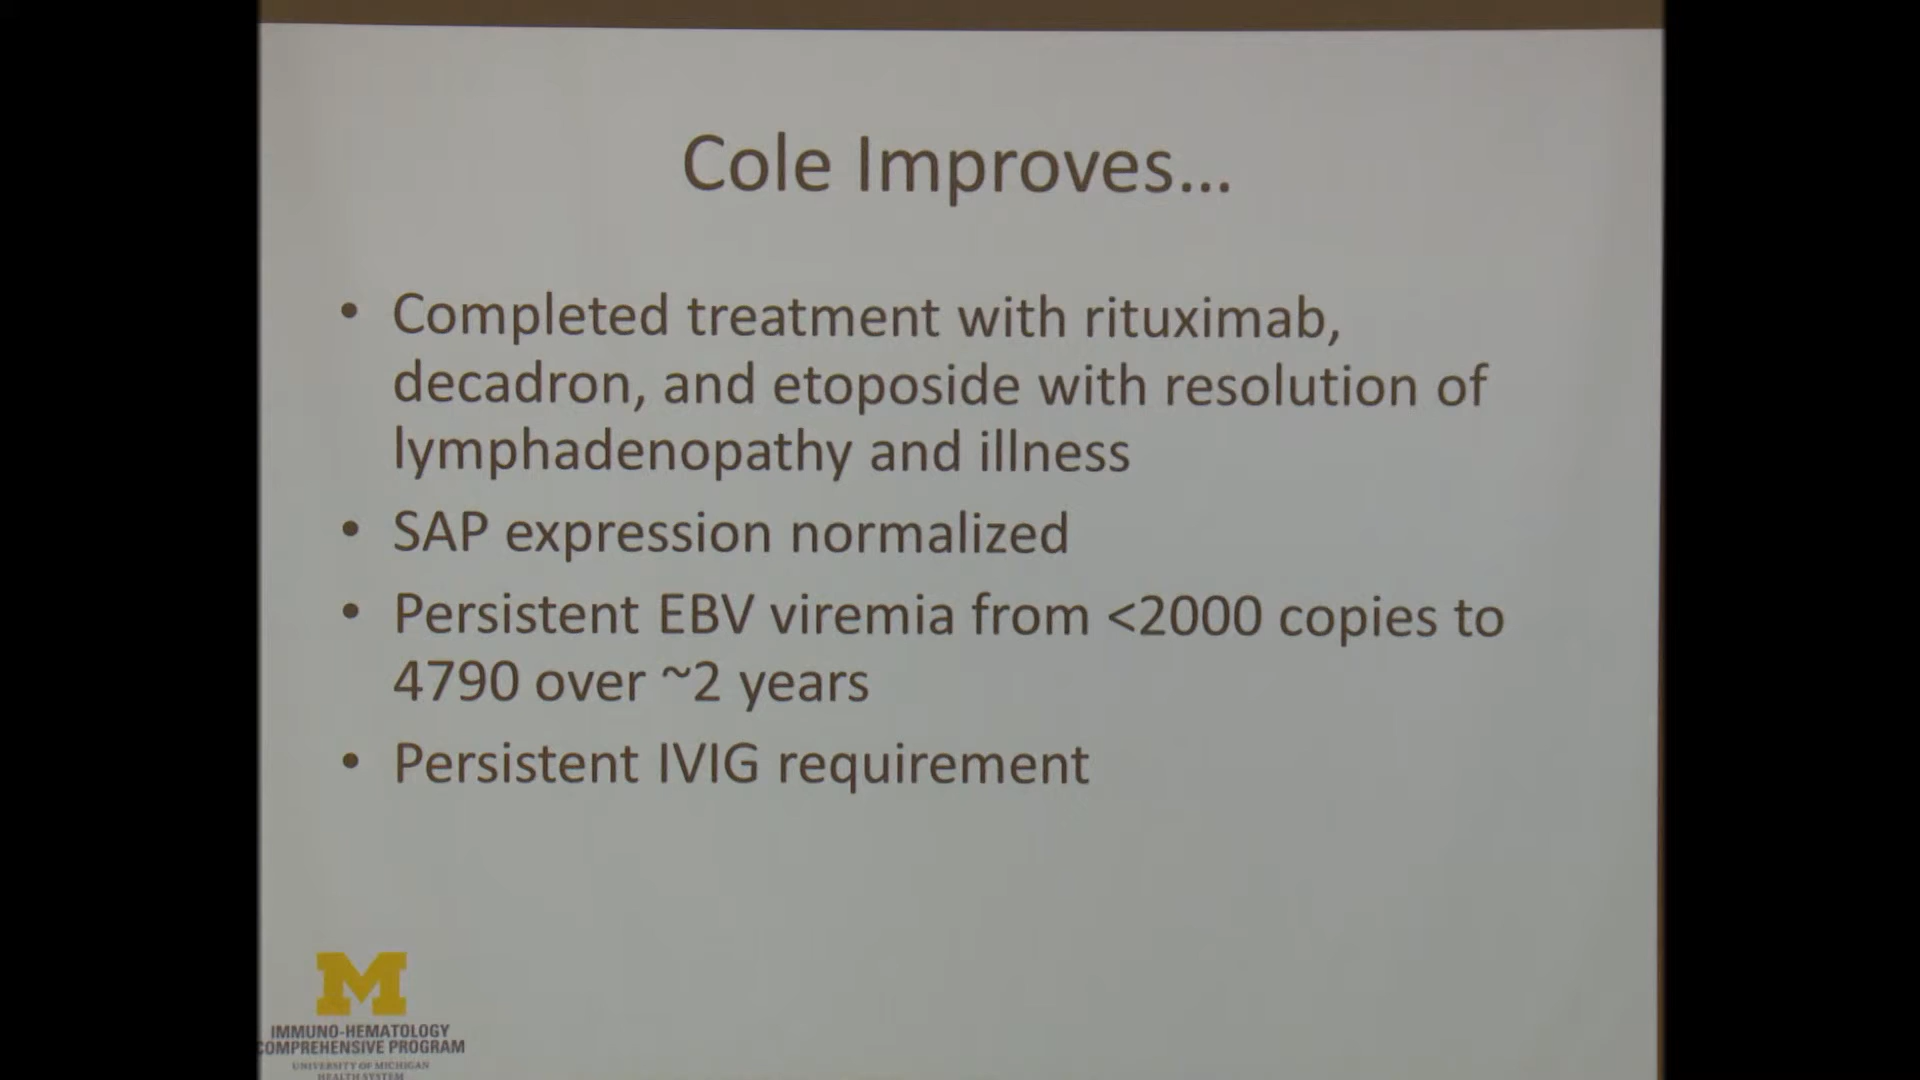 Cole Improves...
• Completed treatment with rituximab,
decadron, and etoposide with resolution of
lymphadenopathy and illness
• SAP expression normalized
• Persistent EBV viremia from <2000 copies to
4790 over ~2 years
• Persistent IVIG requirement
M
IMMUNO-HEMATOLOGY
COMPREHENSIVE PROGRAM
UNIVERSITY OF MICHIGAN
HEALTH SYSTEM